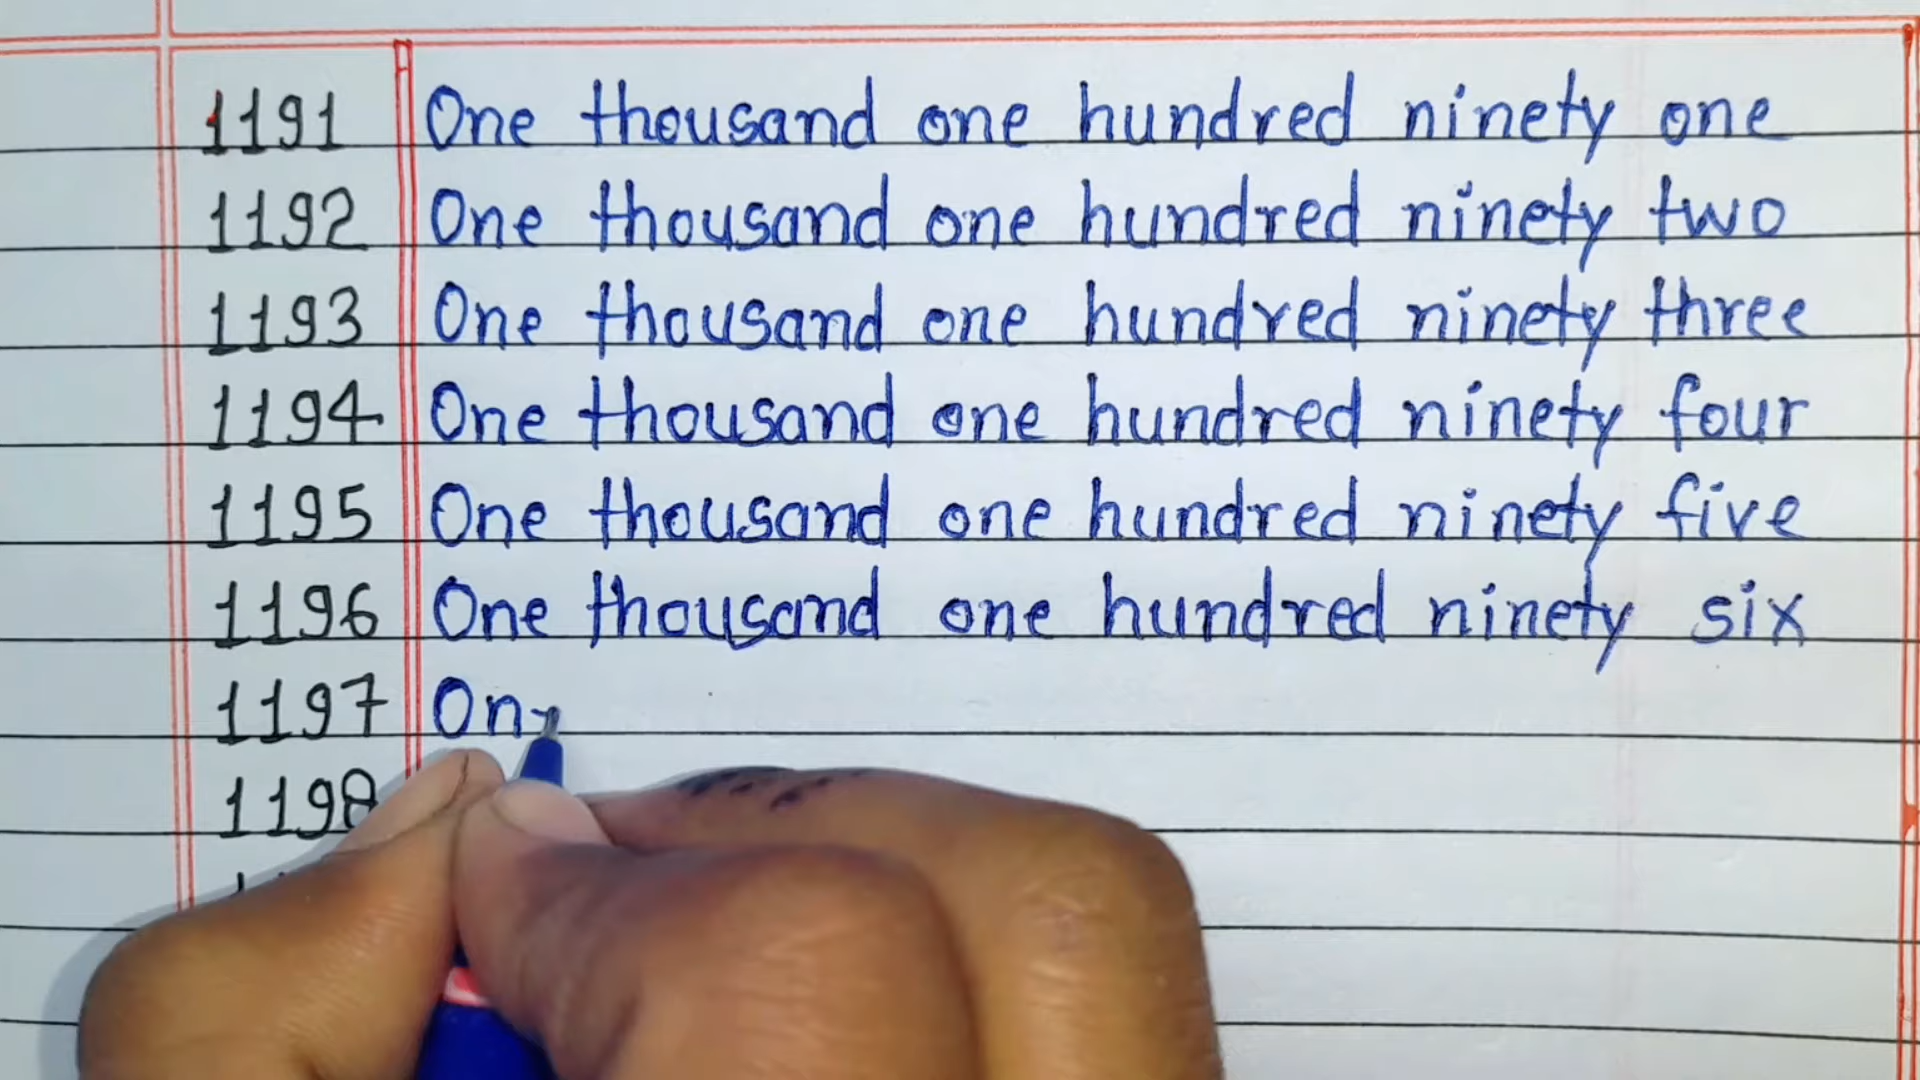 1191 One thousand one hundred ninety one
1192 One thousand one hundred ninety two
1193 One thousand one hundred ninety three
1194 One thousand one hundred ninety four
1195 One thousand one hundred ninety five
1196 One thousand one hundred ninety six
1197 On
1198